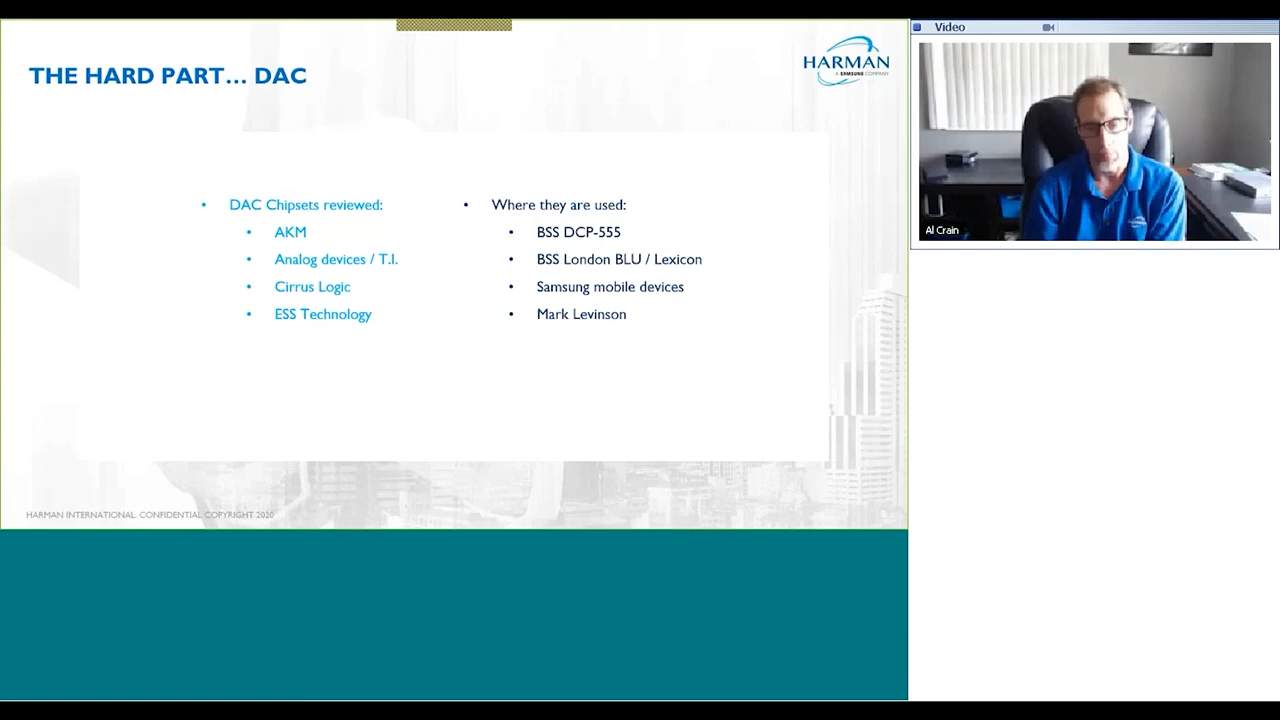 THE HARD PART... DAC
HARMAN
A SAMSUNG COMPANY
• DAC Chipsets reviewed:
• AKM
• Analog devices / T.I.
• Cirrus Logic
• ESS Technology
• Where they are used:
• BSS DCP-555
• BSS London BLU / Lexicon
• Samsung mobile devices
• Mark Levinson
HARMAN INTERNATIONAL. CONFIDENTIAL. COPYRIGHT 2020
Video
Al Crain